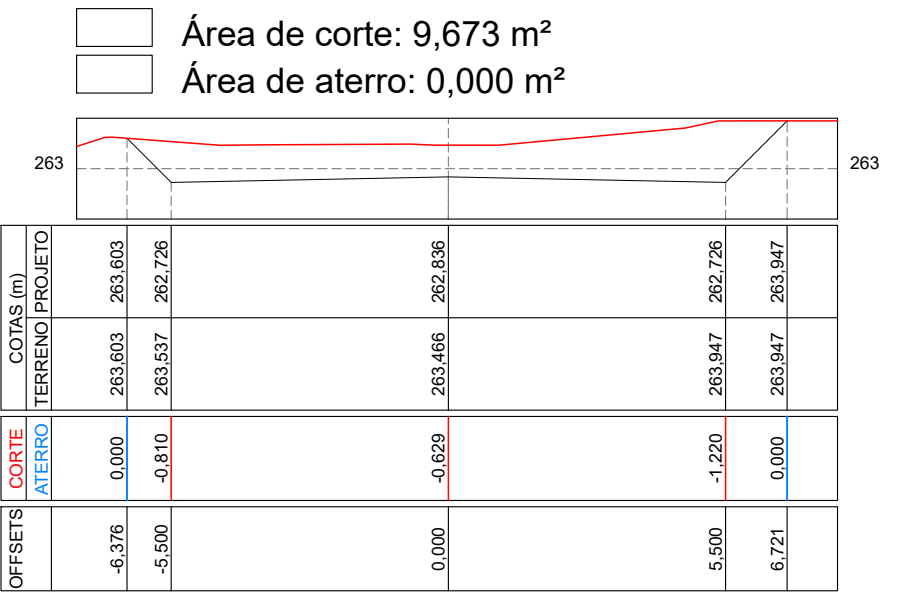 Área de corte: 9,673 m²
Área de aterro: 0,000 m²
263
263
COTAS (m)
PROJETO
263,603
262,726
262,836
262,726
263,947
TERRENO
263,603
263,537
263,466
263,947
263,947
CORTE
ATERRO
0,000
-0,810
-0,629
-1,220
0,000
OFFSETS
-6,376
-5,500
0,000
5,500
6,721